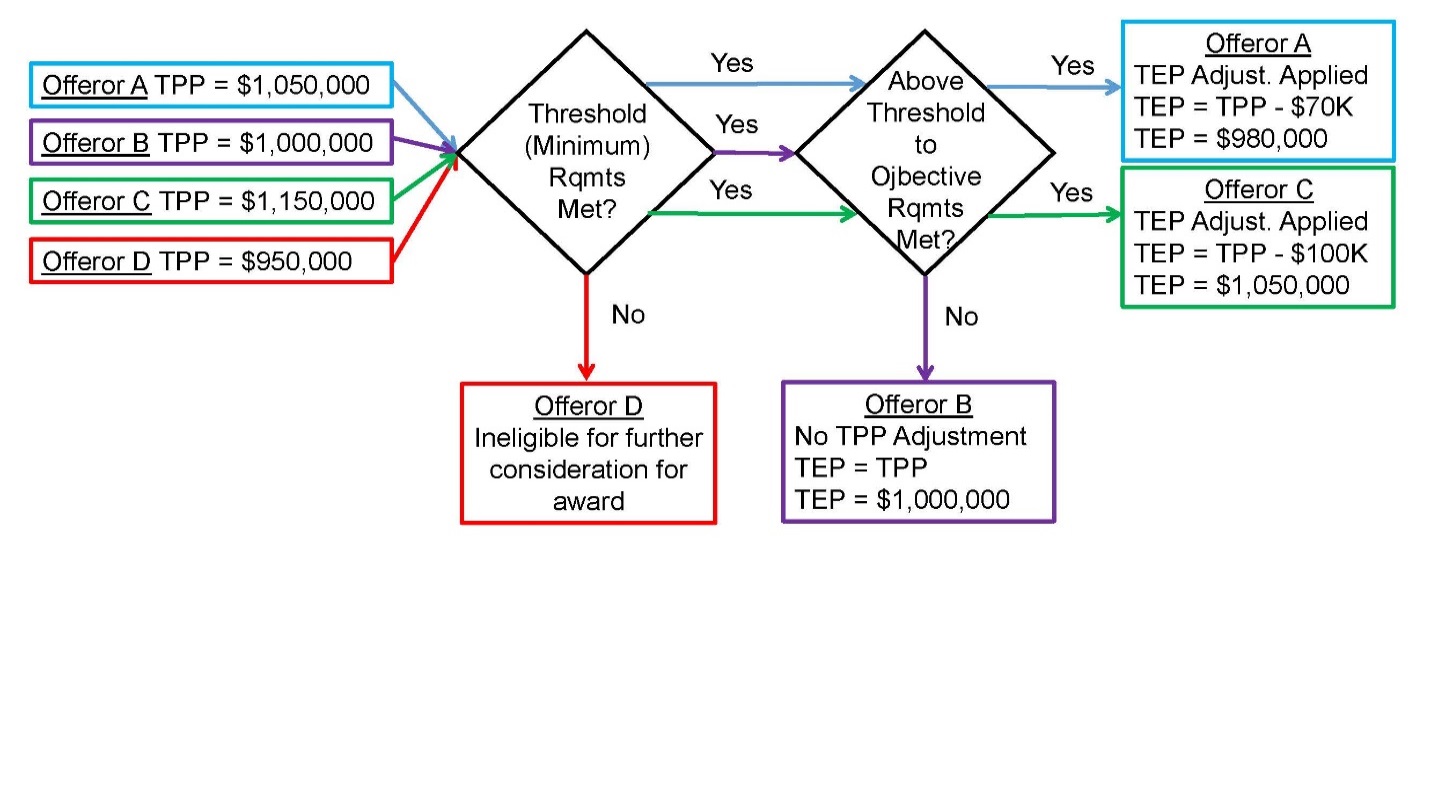 Offeror A TPP = $1,050,000
Offeror B TPP = $1,000,000
Offeror C TPP = $1,150,000
Offeror D TPP = $950,000
Threshold
(Minimum)
Rqmts
Met?
Yes
Yes
Yes
No
Above
Threshold
to
Ojbective
Rqmts
Met?
Yes
Yes
No
Offeror A
TEP Adjust. Applied
TEP = TPP - $70K
TEP = $980,000
Offeror C
TEP Adjust. Applied
TEP = TPP - $100K
TEP = $1,050,000
Offeror D
Ineligible for further
consideration for
award
Offeror B
No TPP Adjustment
TEP = TPP
TEP = $1,000,000